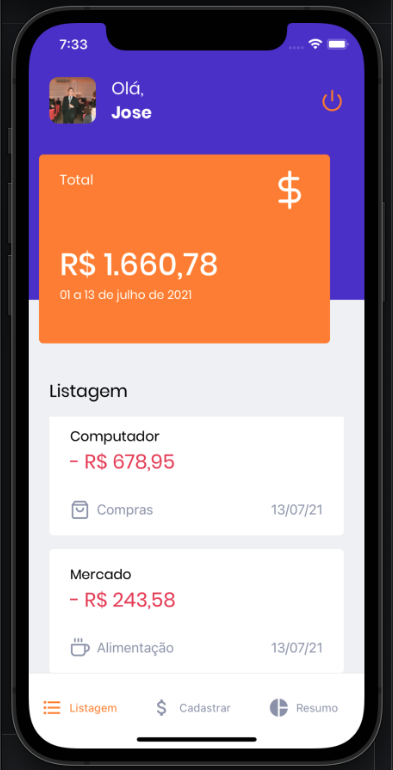 7:33
Olá,
Jose
Total
$
R$ 1.660,78
01 a 13 de julho de 2021
Listagem
Computador
- R$ 678,95
Compras 13/07/21
Mercado
- R$ 243,58
Alimentação 13/07/21
Listagem $ Cadastrar Resumo